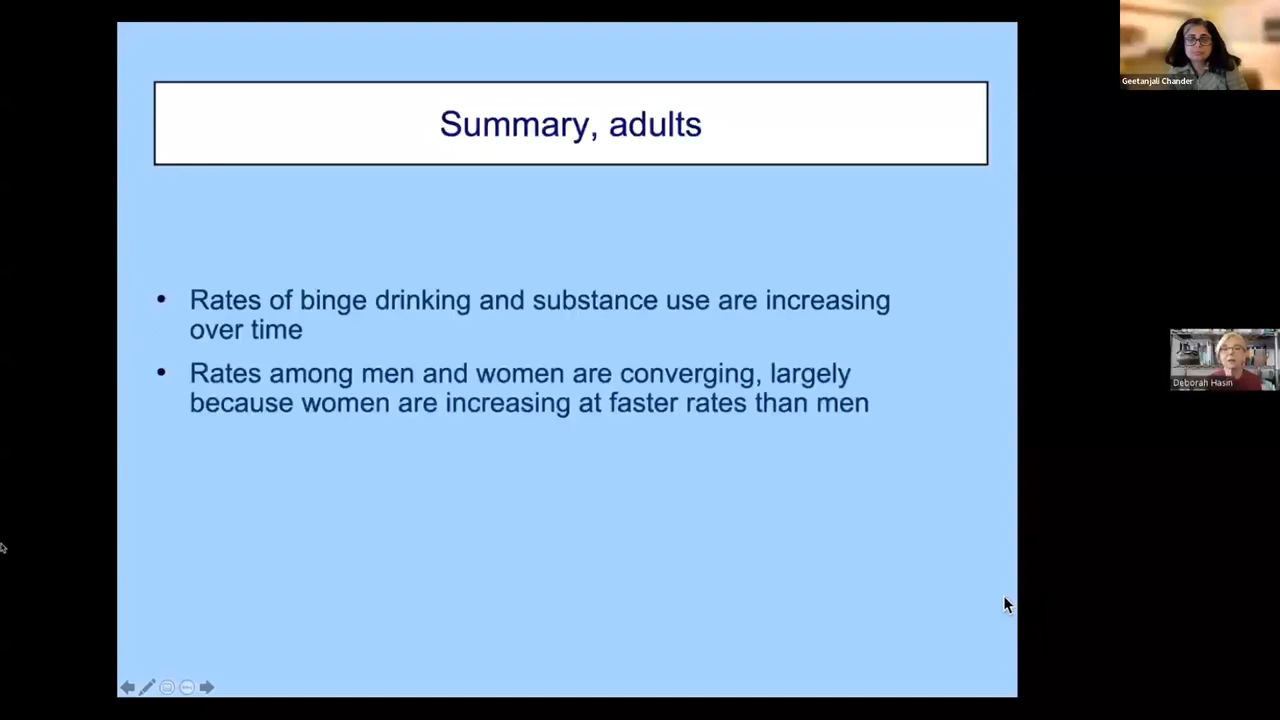 Geetanjali Chander
Summary, adults
• Rates of binge drinking and substance use are increasing
over time
• Rates among men and women are converging, largely
because women are increasing at faster rates than men
Deborah Hasin